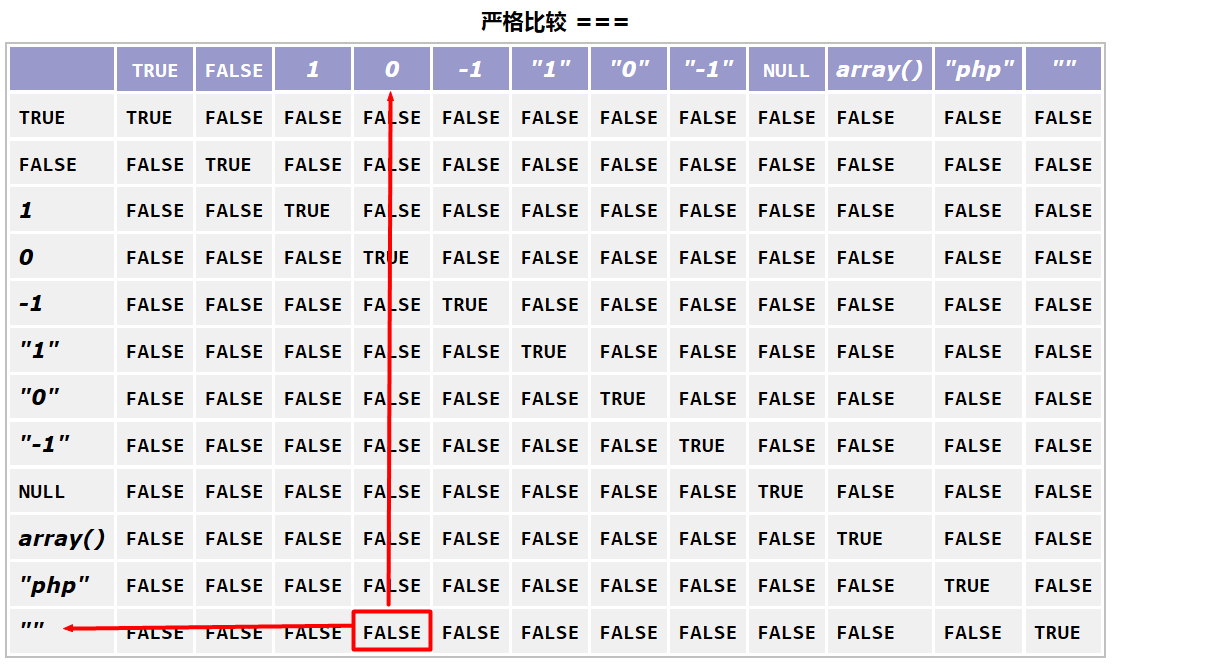 严格比较 ===
TRUE FALSE 1 0 -1 "1" "0" "-1" NULL array() "php" ""
TRUE TRUE FALSE FALSE FALSE FALSE FALSE FALSE FALSE FALSE FALSE FALSE FALSE
FALSE FALSE TRUE FALSE FALSE FALSE FALSE FALSE FALSE FALSE FALSE FALSE FALSE
1 FALSE FALSE TRUE FALSE FALSE FALSE FALSE FALSE FALSE FALSE FALSE FALSE
0 FALSE FALSE FALSE TRUE FALSE FALSE FALSE FALSE FALSE FALSE FALSE FALSE
-1 FALSE FALSE FALSE FALSE TRUE FALSE FALSE FALSE FALSE FALSE FALSE FALSE
"1" FALSE FALSE FALSE FALSE FALSE TRUE FALSE FALSE FALSE FALSE FALSE FALSE
"0" FALSE FALSE FALSE FALSE FALSE FALSE TRUE FALSE FALSE FALSE FALSE FALSE
"-1" FALSE FALSE FALSE FALSE FALSE FALSE FALSE TRUE FALSE FALSE FALSE FALSE
NULL FALSE FALSE FALSE FALSE FALSE FALSE FALSE FALSE TRUE FALSE FALSE FALSE
array() FALSE FALSE FALSE FALSE FALSE FALSE FALSE FALSE FALSE TRUE FALSE FALSE
"php" FALSE FALSE FALSE FALSE FALSE FALSE FALSE FALSE FALSE FALSE TRUE FALSE
"" FALSE FALSE FALSE FALSE FALSE FALSE FALSE FALSE FALSE FALSE FALSE TRUE